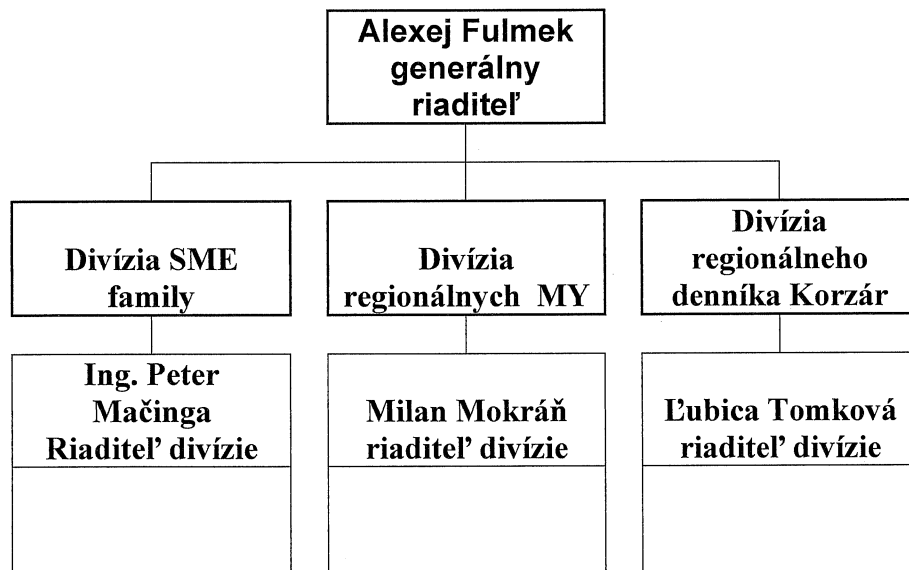 Alexej Fulmek
generálny
riaditeľ
Divízia SME
family
Divízia
regionálnych MY
Divízia
regionálneho
denníka Korzár
Ing. Peter
Mačinga
Riaditeľ divízie
Milan Mokráň
riaditeľ divízie
Ľubica Tomková
riaditeľ divízie